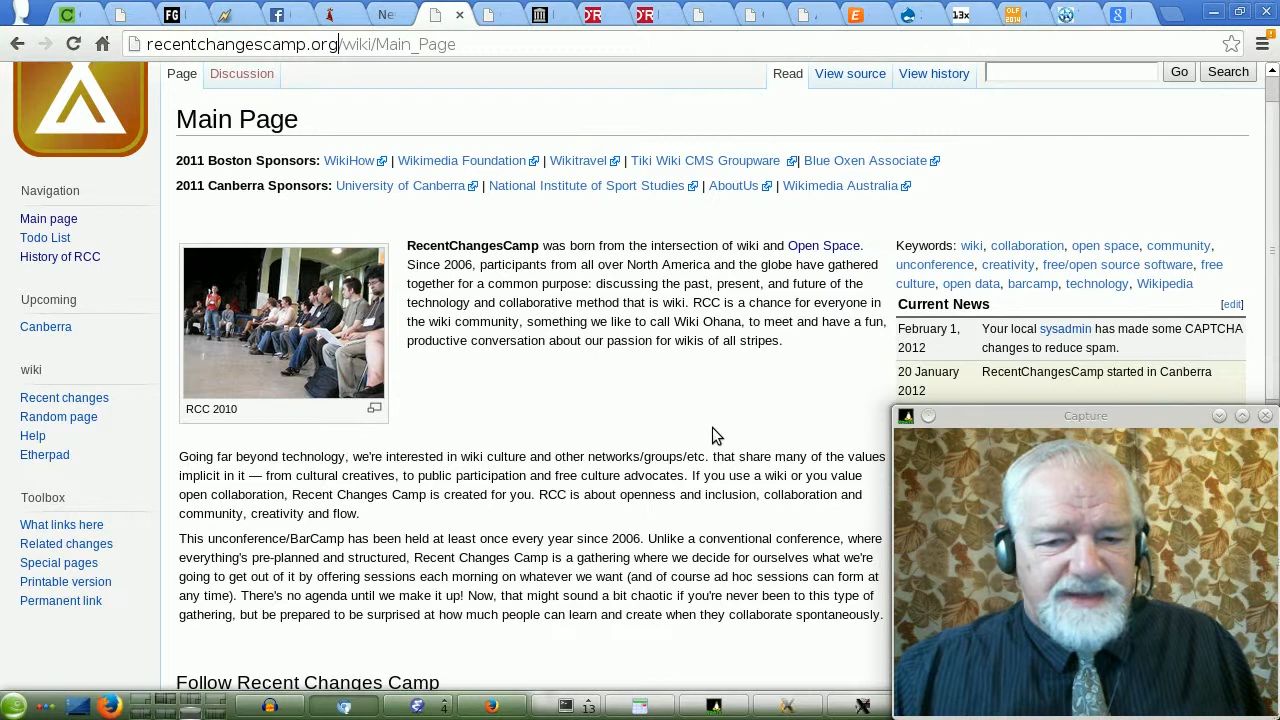 FG
Ne
OLF 2014
13x
recentchangescamp.org/wiki/Main_Page
Page Discussion Read View source View history Go Search
Main Page
2011 Boston Sponsors: WikiHow | Wikimedia Foundation | Wikitravel | Tiki Wiki CMS Groupware | Blue Oxen Associate
2011 Canberra Sponsors: University of Canberra | National Institute of Sport Studies | AboutUs | Wikimedia Australia
Navigation
Main page
Todo List
History of RCC
Upcoming
Canberra
wiki
Recent changes
Random page
Help
Etherpad
Toolbox
What links here
Related changes
Special pages
Printable version
Permanent link
RCC 2010
RecentChangesCamp was born from the intersection of wiki and Open Space.
Since 2006, participants from all over North America and the globe have gathered
together for a common purpose: discussing the past, present, and future of the
technology and collaborative method that is wiki. RCC is a chance for everyone in
the wiki community, something we like to call Wiki Ohana, to meet and have a fun,
productive conversation about our passion for wikis of all stripes.
Keywords: wiki, collaboration, open space, community,
unconference, creativity, free/open source software, free
culture, open data, barcamp, technology, Wikipedia
Current News [edit]
February 1, 2012 Your local sysadmin has made some CAPTCHA
changes to reduce spam.
20 January 2012 RecentChangesCamp started in Canberra
Going far beyond technology, we're interested in wiki culture and other networks/groups/etc. that share many of the values
implicit in it — from cultural creatives, to public participation and free culture advocates. If you use a wiki or you value
open collaboration, Recent Changes Camp is created for you. RCC is about openness and inclusion, collaboration and
community, creativity and flow.
This unconference/BarCamp has been held at least once every year since 2006. Unlike a conventional conference, where
everything's pre-planned and structured, Recent Changes Camp is a gathering where we decide for ourselves what we're
going to get out of it by offering sessions each morning on whatever we want (and of course ad hoc sessions can form at
any time). There's no agenda until we make it up! Now, that might sound a bit chaotic if you're never been to this type of
gathering, but be prepared to be surprised at how much people can learn and create when they collaborate spontaneously.
Follow Recent Changes Camp
Capture
4
13